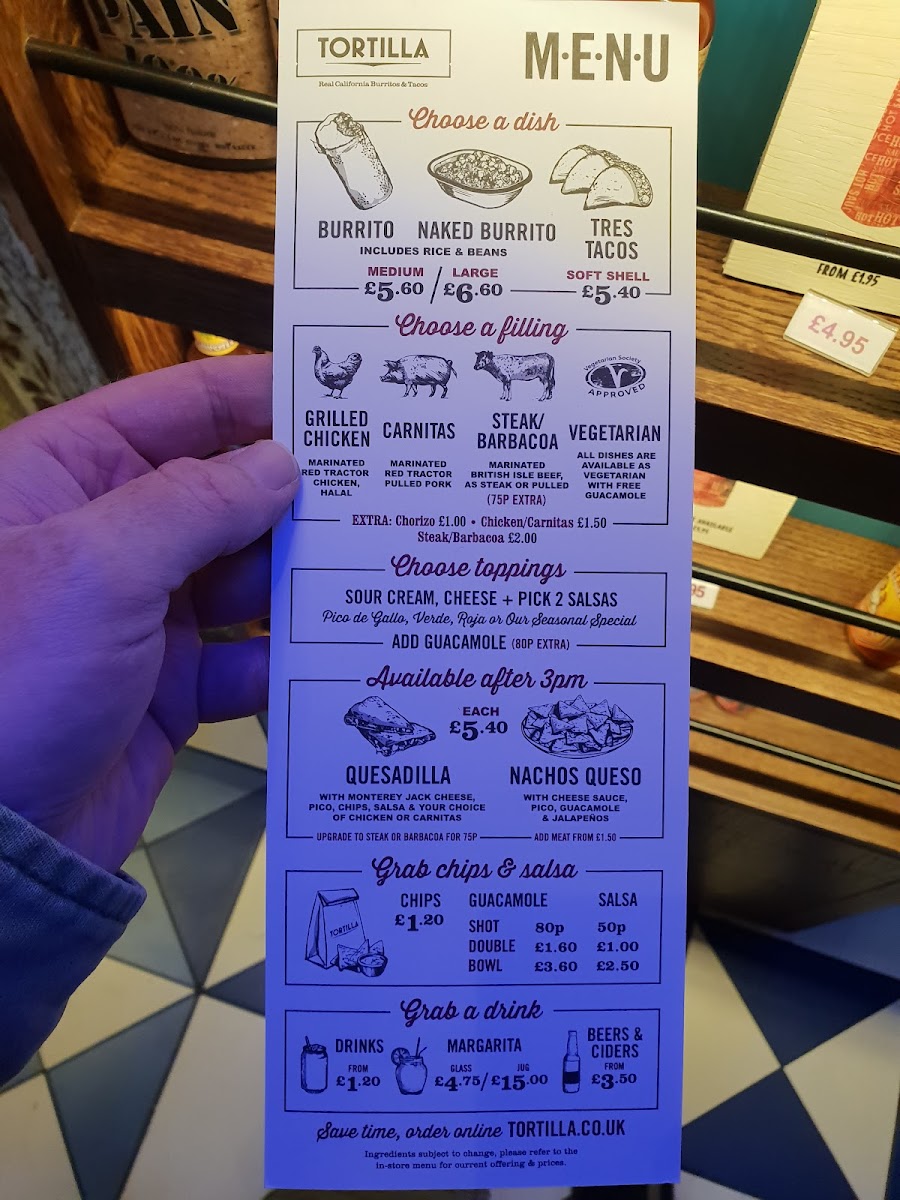 PAIN
100%
TORTILLA
Real California Burritos & Tacos
M·E·N·U
Choose a dish
BURRITO
NAKED BURRITO
INCLUDES RICE & BEANS
MEDIUM / LARGE
£5.60 / £6.60
TRES
TACOS
SOFT SHELL
£5.40
Choose a filling
GRILLED
CHICKEN
MARINATED
RED TRACTOR
CHICKEN,
HALAL
CARNITAS
MARINATED
RED TRACTOR
PULLED PORK
STEAK/
BARBACOA
MARINATED
BRITISH ISLE BEEF,
AS STEAK OR PULLED
(75P EXTRA)
Vegetarian Society
V
APPROVED
VEGETARIAN
ALL DISHES ARE
AVAILABLE AS
VEGETARIAN
WITH FREE
GUACAMOLE
EXTRA: Chorizo £1.00 • Chicken/Carnitas £1.50
Steak/Barbacoa £2.00
Choose toppings
SOUR CREAM, CHEESE + PICK 2 SALSAS
Pico de Gallo, Verde, Roja or Our Seasonal Special
ADD GUACAMOLE (80P EXTRA)
Available after 3pm
EACH
£5.40
QUESADILLA
WITH MONTEREY JACK CHEESE,
PICO, CHIPS, SALSA & YOUR CHOICE
OF CHICKEN OR CARNITAS
UPGRADE TO STEAK OR BARBACOA FOR 75P
NACHOS QUESO
WITH CHEESE SAUCE,
PICO, GUACAMOLE
& JALAPEÑOS
ADD MEAT FROM £1.50
Grab chips & salsa
TORTILLA
CHIPS
£1.20
GUACAMOLE SALSA
SHOT 80p 50p
DOUBLE £1.60 £1.00
BOWL £3.60 £2.50
Grab a drink
DRINKS
FROM
£1.20
MARGARITA
GLASS JUG
£4.75/£15.00
BEERS &
CIDERS
FROM
£3.50
Save time, order online TORTILLA.CO.UK
Ingredients subject to change, please refer to the
in-store menu for current offering & prices.
FROM £1.95
£4.95
95